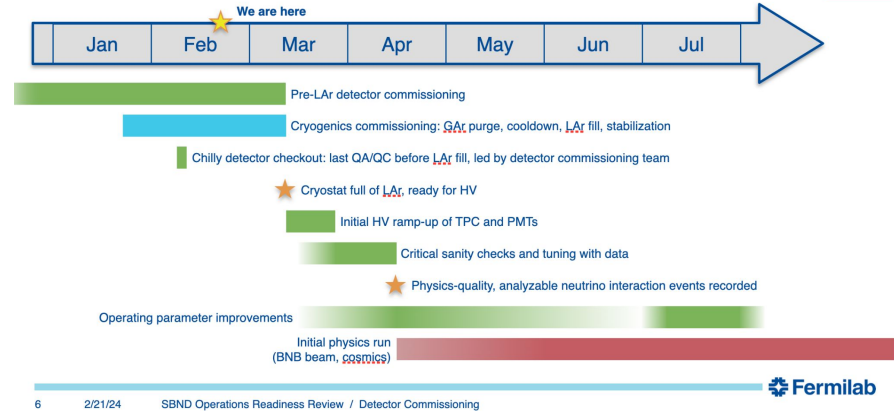 We are here
Jan Feb Mar Apr May Jun Jul
Pre-LAr detector commissioning
Cryogenics commissioning: GAr purge, cooldown, LAr fill, stabilization
Chilly detector checkout: last QA/QC before LAr fill, led by detector commissioning team
Cryostat full of LAr, ready for HV
Initial HV ramp-up of TPC and PMTs
Critical sanity checks and tuning with data
Physics-quality, analyzable neutrino interaction events recorded
Operating parameter improvements
Initial physics run
(BNB beam, cosmics)
Fermilab
6 2/21/24 SBND Operations Readiness Review / Detector Commissioning